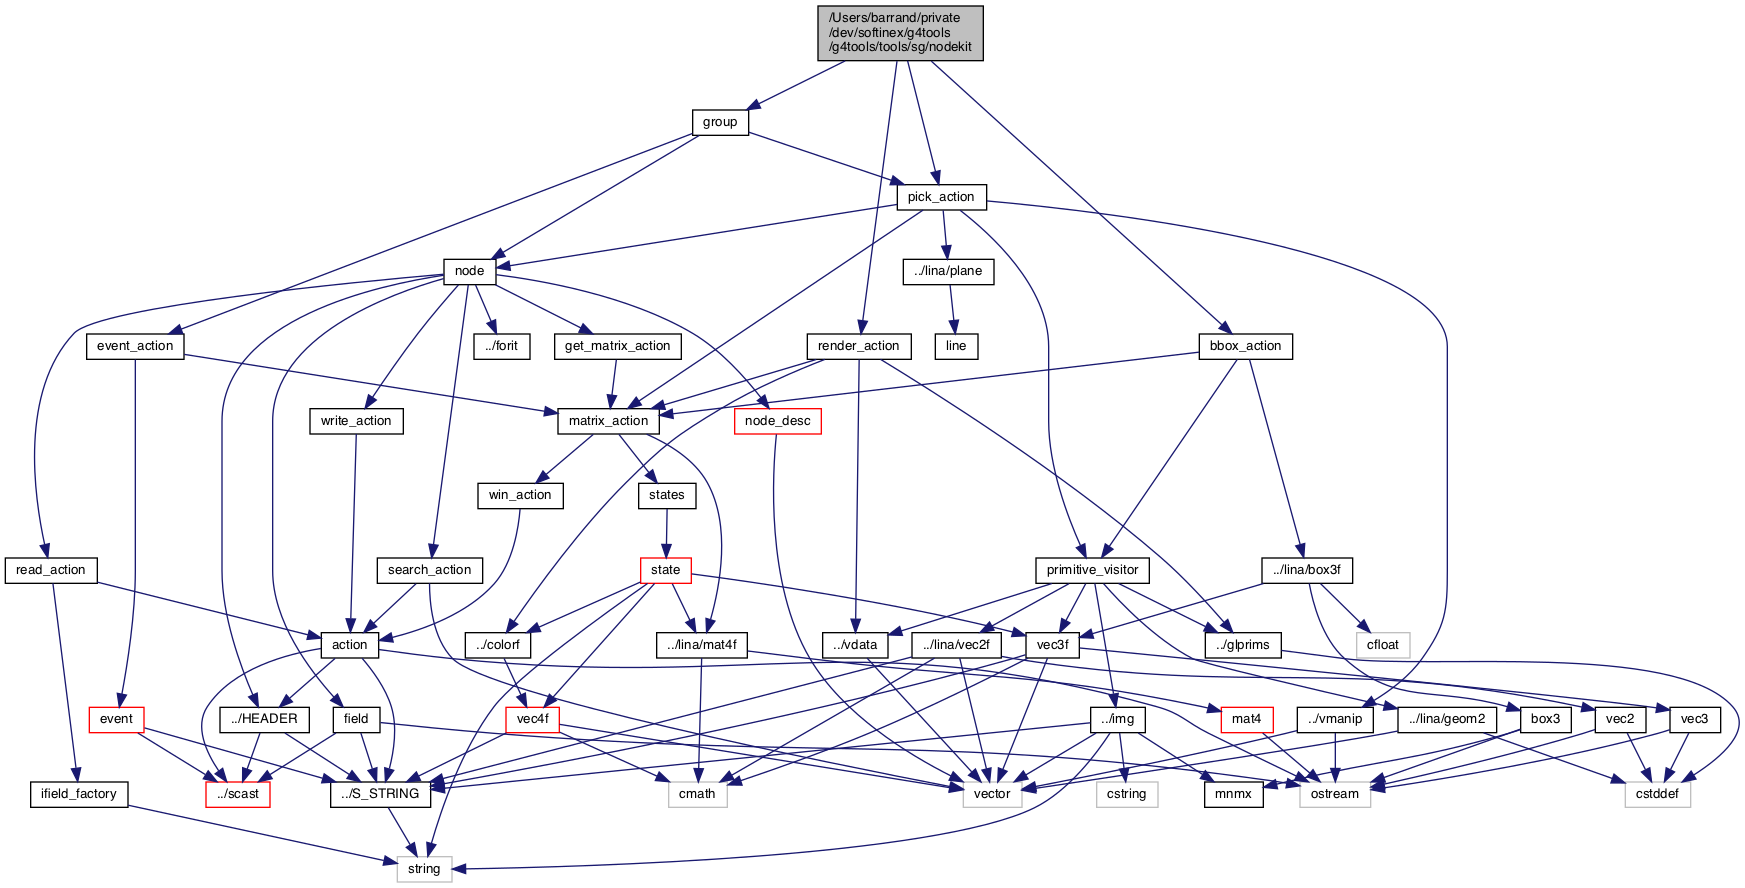 /Users/barrand/private
/dev/softinex/g4tools
/g4tools/tools/sg/nodekit
group
pick_action
node
../lina/plane
event_action
../forit
get_matrix_action
render_action
line
bbox_action
write_action
matrix_action
node_desc
win_action
states
read_action
search_action
state
primitive_visitor
../lina/box3f
action
../colorf
../lina/mat4f
../vdata
../lina/vec2f
vec3f
../glprims
cfloat
event
../HEADER
field
vec4f
../img
mat4
../vmanip
../lina/geom2
box3
vec2
vec3
ifield_factory
../scast
../S_STRING
cmath
vector
cstring
mnmx
ostream
cstddef
string